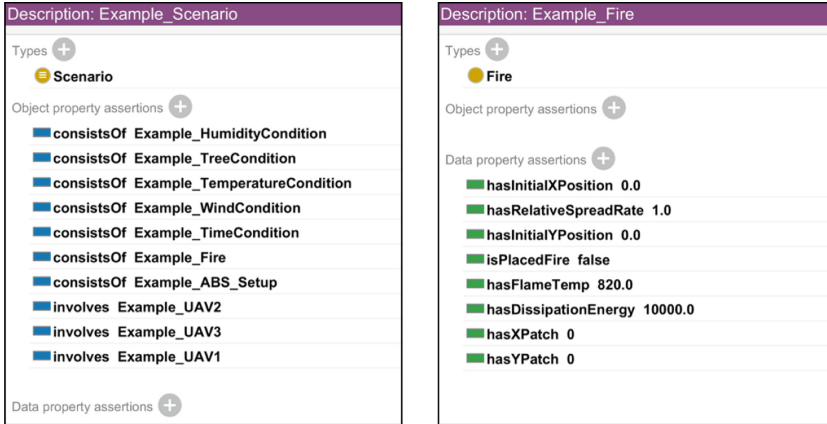 Description: Example_Scenario
Types
Scenario
Object property assertions
consistsOf Example_HumidityCondition
consistsOf Example_TreeCondition
consistsOf Example_TemperatureCondition
consistsOf Example_WindCondition
consistsOf Example_TimeCondition
consistsOf Example_Fire
consistsOf Example_ABS_Setup
involves Example_UAV2
involves Example_UAV3
involves Example_UAV1
Data property assertions
Description: Example_Fire
Types
Fire
Object property assertions
Data property assertions
hasInitialXPosition 0.0
hasRelativeSpreadRate 1.0
hasInitialYPosition 0.0
isPlacedFire false
hasFlameTemp 820.0
hasDissipationEnergy 10000.0
hasXPatch 0
hasYPatch 0